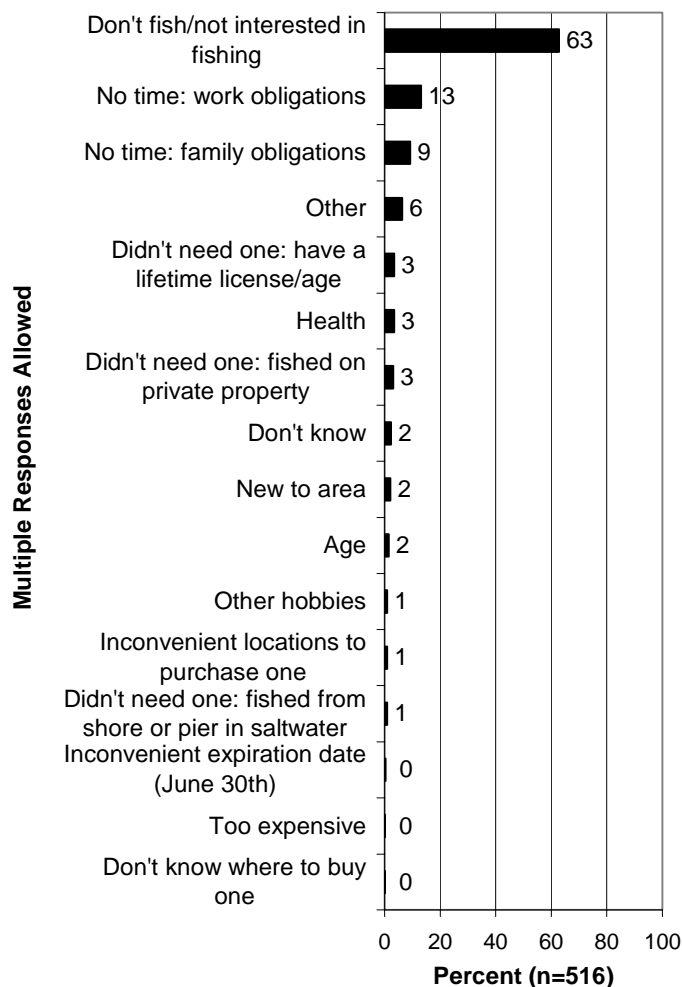 Multiple Responses Allowed
Don't fish/not interested in
fishing
63
No time: work obligations
13
No time: family obligations
9
Other
6
Didn't need one: have a
lifetime license/age
3
Health
3
Didn't need one: fished on
private property
3
Don't know
2
New to area
2
Age
2
Other hobbies
1
Inconvenient locations to
purchase one
1
Didn't need one: fished from
shore or pier in saltwater
1
Inconvenient expiration date
(June 30th)
0
Too expensive
0
Don't know where to buy
one
0
0 20 40 60 80 100
Percent (n=516)